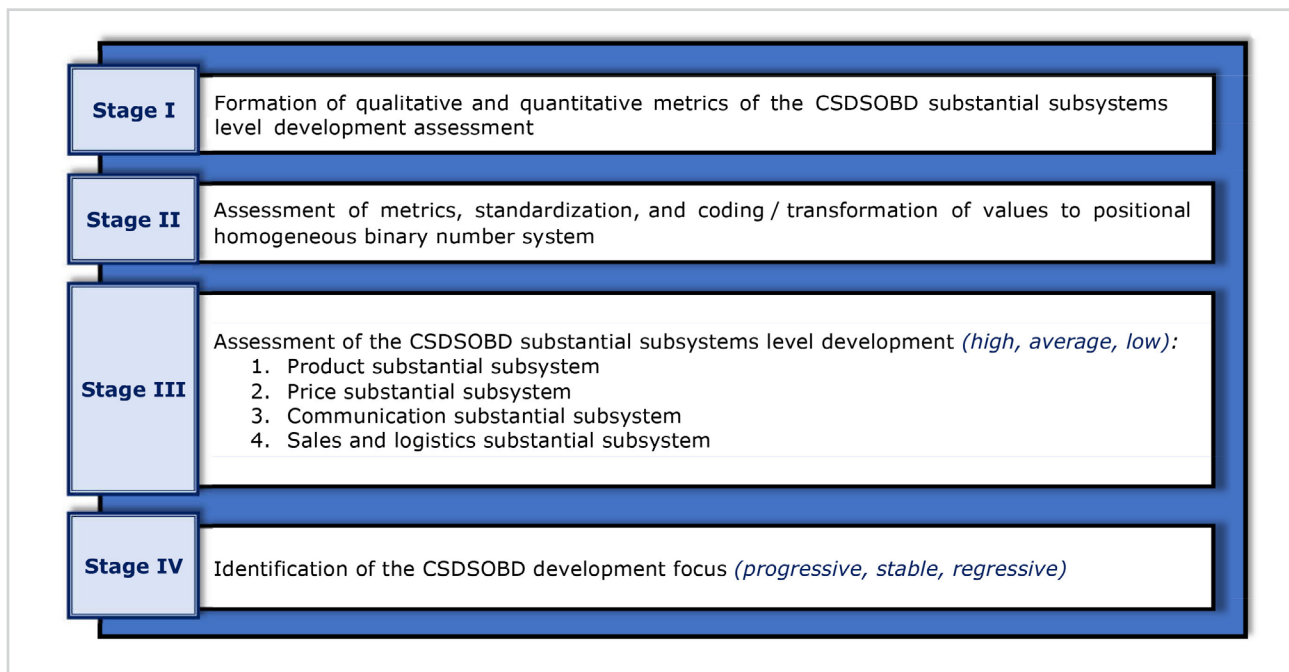 Stage I
Formation of qualitative and quantitative metrics of the CSDSOBD substantial subsystems
level development assessment
Stage II
Assessment of metrics, standardization, and coding / transformation of values to positional
homogeneous binary number system
Stage III
Assessment of the CSDSOBD substantial subsystems level development (high, average, low):
1. Product substantial subsystem
2. Price substantial subsystem
3. Communication substantial subsystem
4. Sales and logistics substantial subsystem
Stage IV
Identification of the CSDSOBD development focus (progressive, stable, regressive)